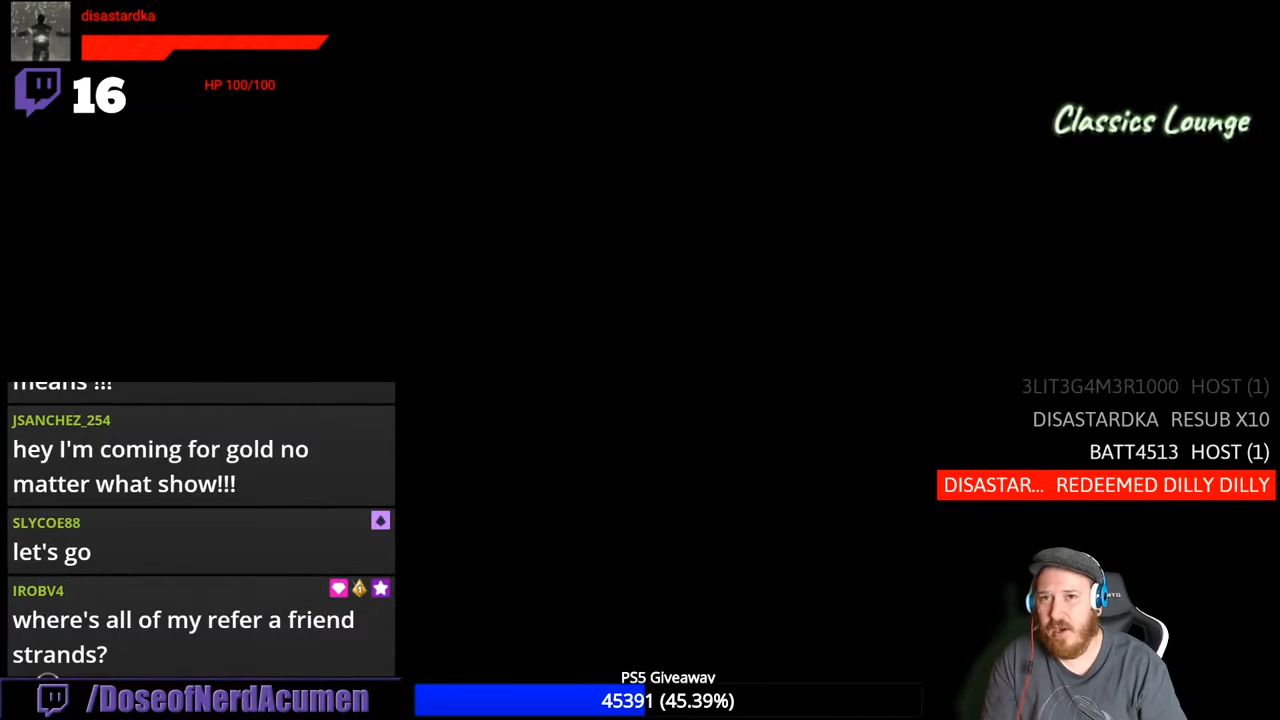 disastardka
HP 100/100
16
Classics Lounge
means !!!
JSANCHEZ_254
hey I'm coming for gold no
matter what show!!!
SLYCOE88
let's go
IROBV4
where's all of my refer a friend
strands?
3LIT3G4M3R1000 HOST (1)
DISASTARDKA RESUB X10
BATT4513 HOST (1)
DISASTAR... REDEEMED DILLY DILLY
/DoseofNerdAcumen
PS5 Giveaway
45391 (45.39%)